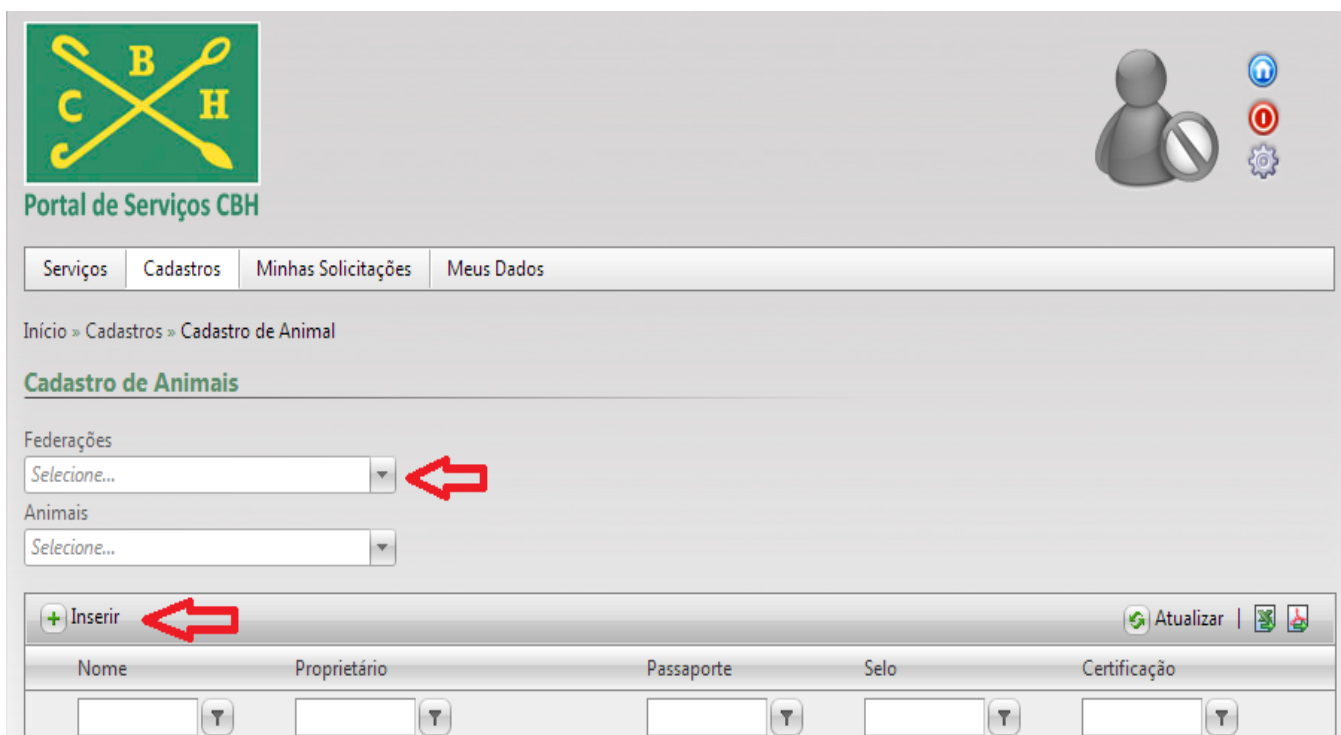 B
C H
Portal de Serviços CBH
Serviços Cadastros Minhas Solicitações Meus Dados
Início » Cadastros » Cadastro de Animal
Cadastro de Animais
Federações
Selecione...
Animais
Selecione...
Inserir Atualizar |
Nome Proprietário Passaporte Selo Certificação